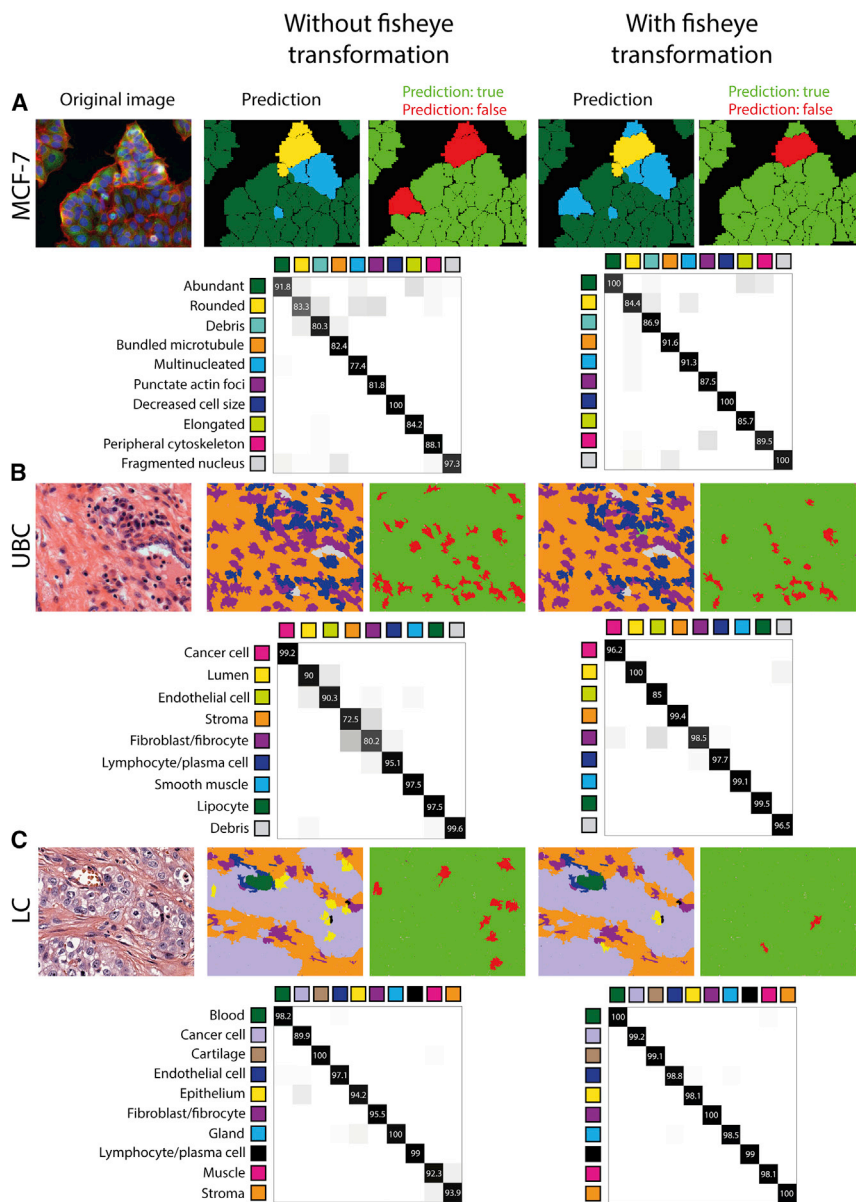 Without fisheye
transformation
With fisheye
transformation
A
Original image
Prediction
Prediction: true
Prediction: false
Prediction
Prediction: true
Prediction: false
MCF-7
Abundant
Rounded
Debris
Bundled microtubule
Multinucleated
Punctate actin foci
Decreased cell size
Elongated
Peripheral cytoskeleton
Fragmented nucleus
91.8
83.3
80.3
82.4
77.4
81.8
100
84.2
88.1
97.3
100
84.4
86.9
91.6
91.3
87.5
100
85.7
89.5
100
B
UBC
Cancer cell
Lumen
Endothelial cell
Stroma
Fibroblast/fibrocyte
Lymphocyte/plasma cell
Smooth muscle
Lipocyte
Debris
99.2
90
90.3
72.5
80.2
95.1
97.5
97.5
99.6
96.2
100
85
99.4
98.5
97.7
99.1
99.5
96.5
C
LC
Blood
Cancer cell
Cartilage
Endothelial cell
Epithelium
Fibroblast/fibrocyte
Gland
Lymphocyte/plasma cell
Muscle
Stroma
98.2
89.9
100
97.1
94.2
95.5
100
99
92.3
93.9
100
99.2
99.1
98.8
98.1
100
98.5
99
98.1
100